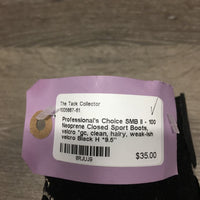 The Tack Collector
Professional's Choice SMB II - 100
Neoprene Closed Sport Boots,
velcro *gc, clean, hairy, weak-ish
velcro Black H *9.5"
$35.00